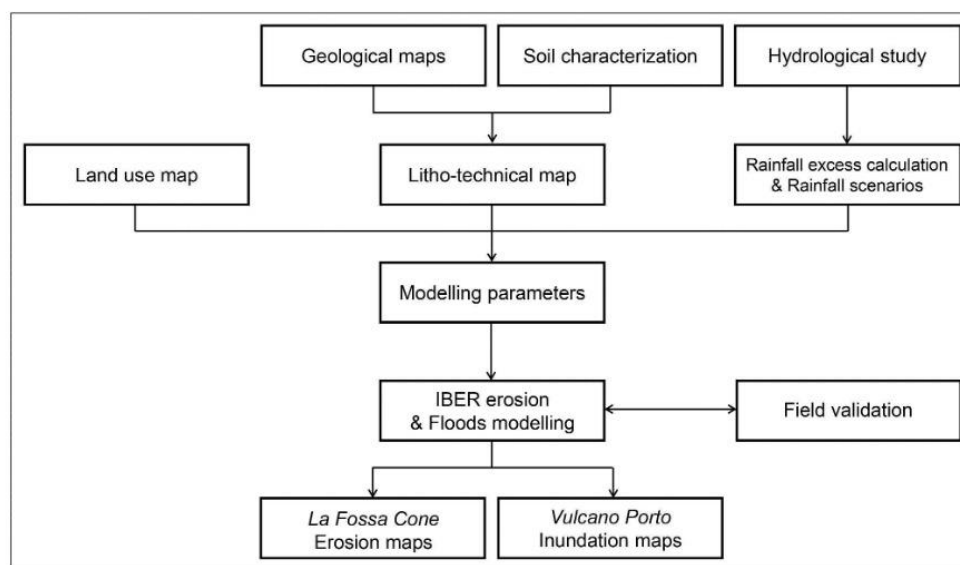 Geological maps
Soil characterization
Hydrological study
Land use map
Litho-technical map
Rainfall excess calculation
& Rainfall scenarios
Modelling parameters
IBER erosion
& Floods modelling
Field validation
La Fossa Cone
Erosion maps
Vulcano Porto
Inundation maps